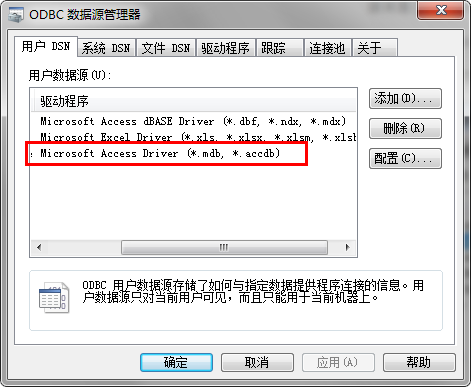 ODBC 数据源管理器
用户 DSN 系统 DSN 文件 DSN 驱动程序 跟踪 连接池 关于
用户数据源(U):
驱动程序
Microsoft Access dBASE Driver (*.dbf, *.ndx, *.mdx)
Microsoft Excel Driver (*.xls, *.xlsx, *.xlsm, *.xlsb
Microsoft Access Driver (*.mdb, *.accdb)
添加(D)...
删除(R)
配置(C)...
ODBC 用户数据源存储了如何与指定数据提供程序连接的信息。用
户数据源只对当前用户可见，而且只能用于当前机器上。
确定 取消 应用(A) 帮助